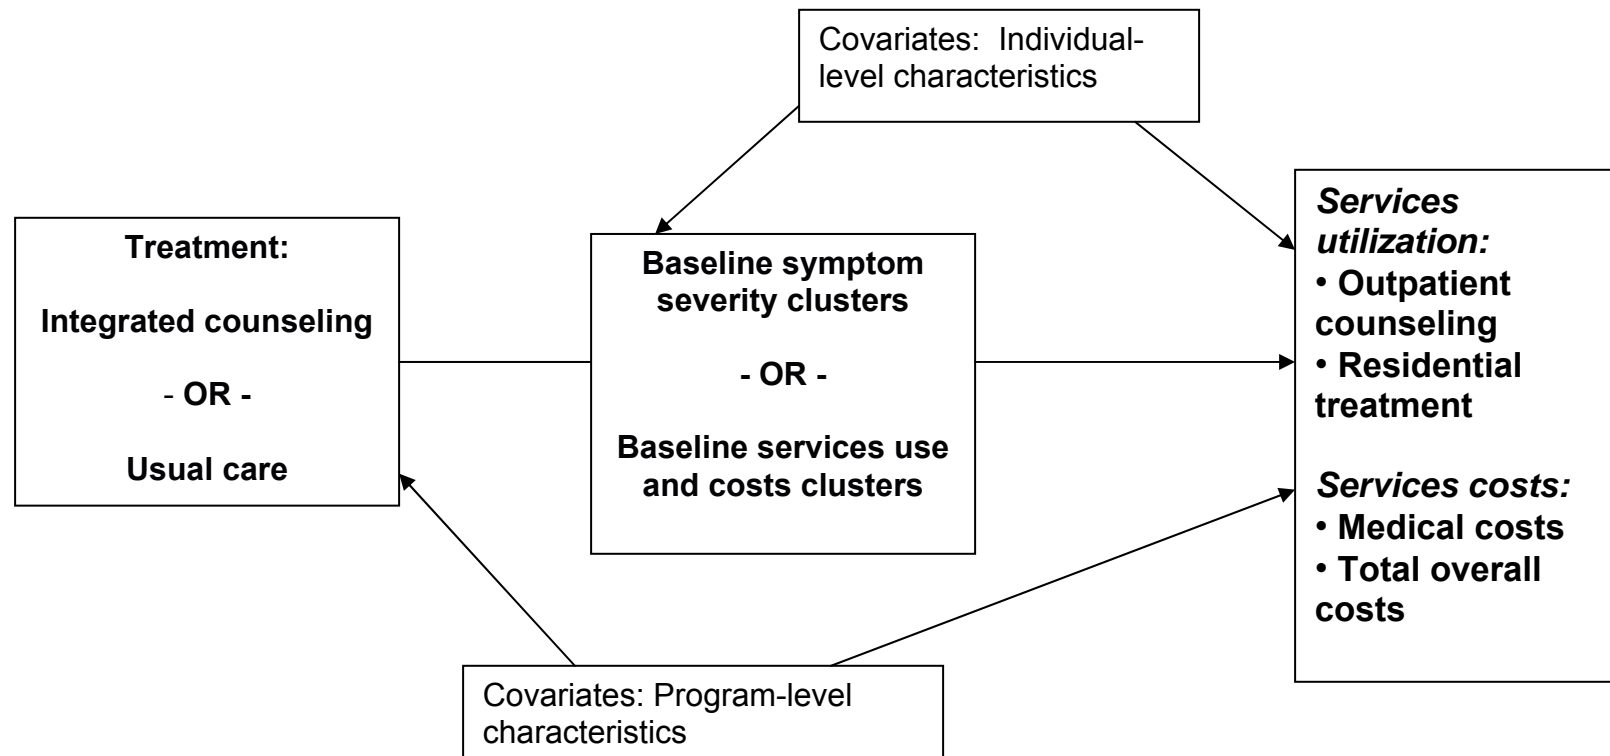 Covariates:  Individual-
level characteristics
Treatment:
Integrated counseling
- OR -
Usual care
Baseline symptom
severity clusters
- OR -
Baseline services use
and costs clusters
Services
utilization:
• Outpatient
counseling
• Residential
treatment
Services costs:
• Medical costs
• Total overall
costs
Covariates: Program-level
characteristics